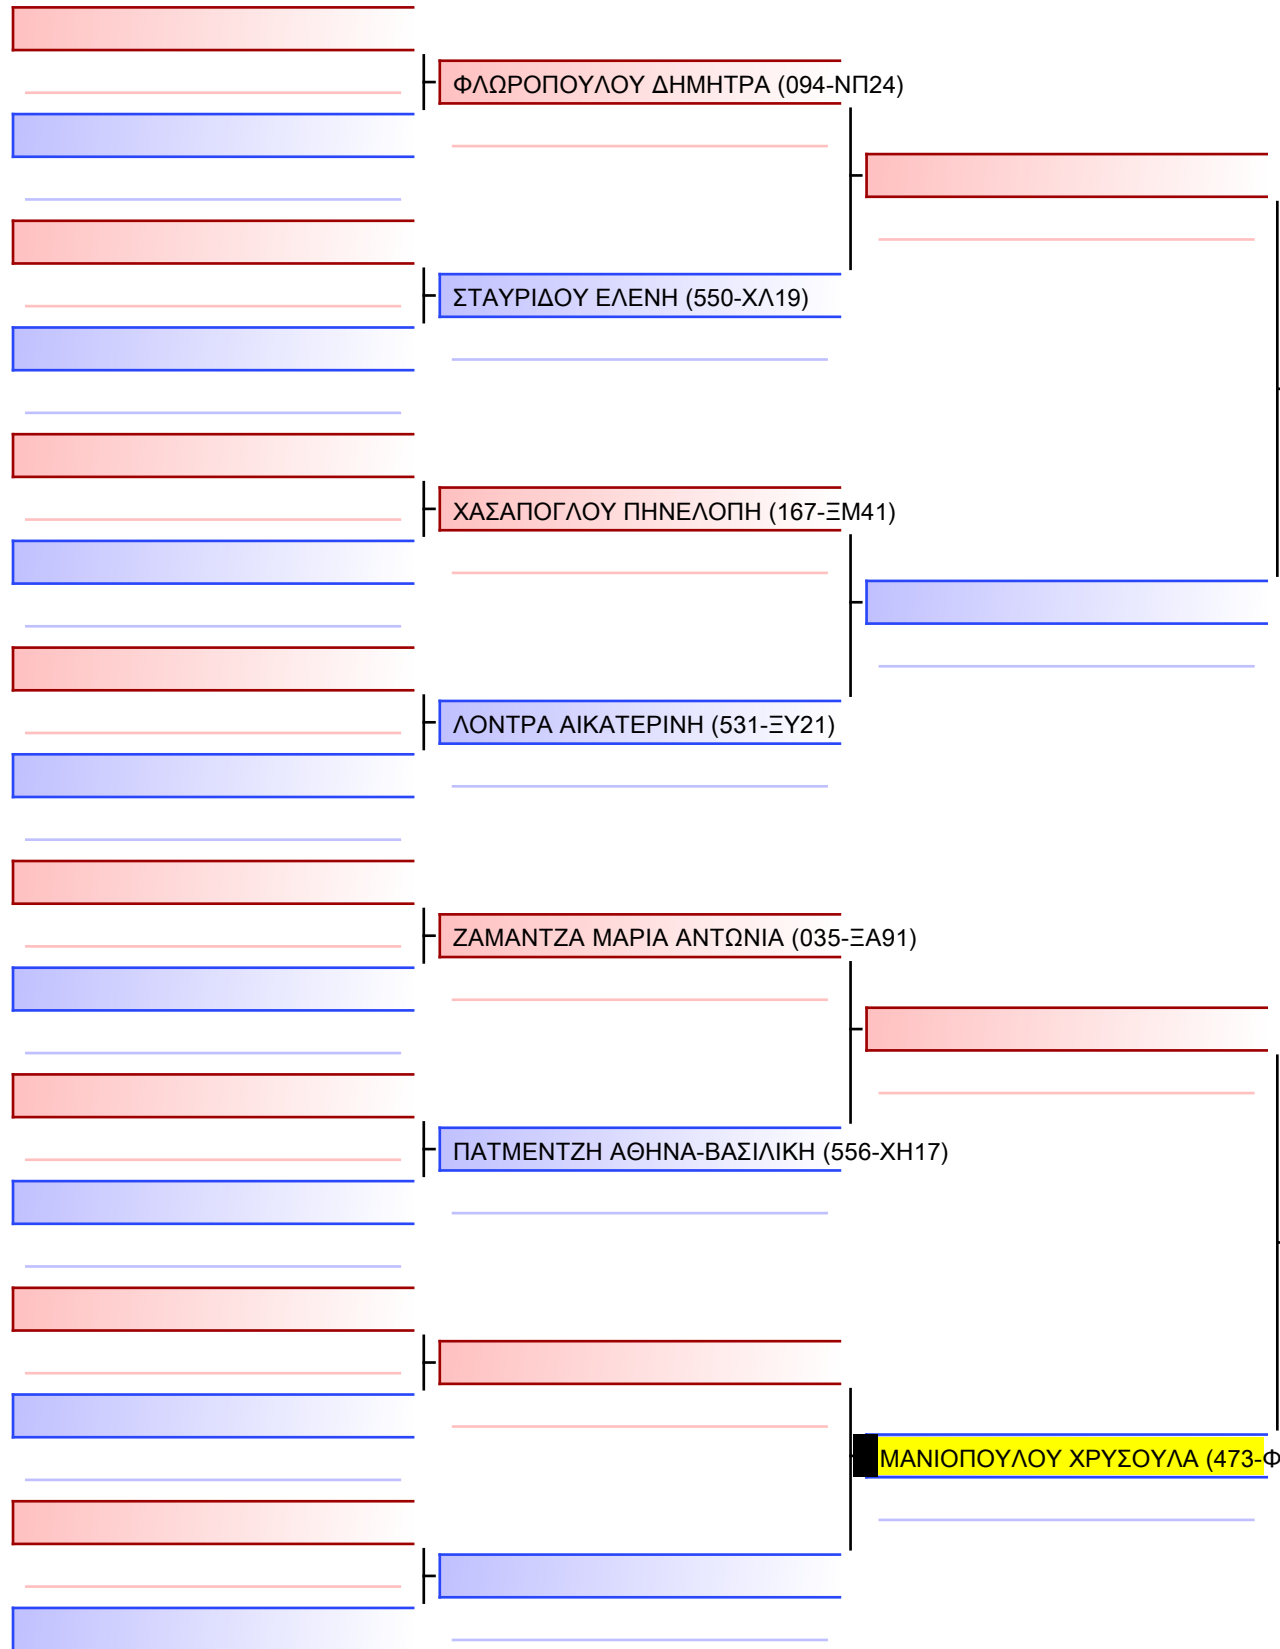 ΦΛΩΡΟΠΟΥΛΟΥ ΔΗΜΗΤΡΑ (094-ΝΠ24)
ΣΤΑΥΡΙΔΟΥ ΕΛΕΝΗ (550-ΧΛ19)
ΧΑΣΑΠΟΓΛΟΥ ΠΗΝΕΛΟΠΗ (167-ΞΜ41)
ΛΟΝΤΡΑ ΑΙΚΑΤΕΡΙΝΗ (531-ΞΥ21)
ΖΑΜΑΝΤΖΑ ΜΑΡΙΑ ΑΝΤΩΝΙΑ (035-ΞΑ91)
ΠΑΤΜΕΝΤΖΗ ΑΘΗΝΑ-ΒΑΣΙΛΙΚΗ (556-ΧΗ17)
ΜΑΝΙΟΠΟΥΛΟΥ ΧΡΥΣΟΥΛΑ (473-Φ